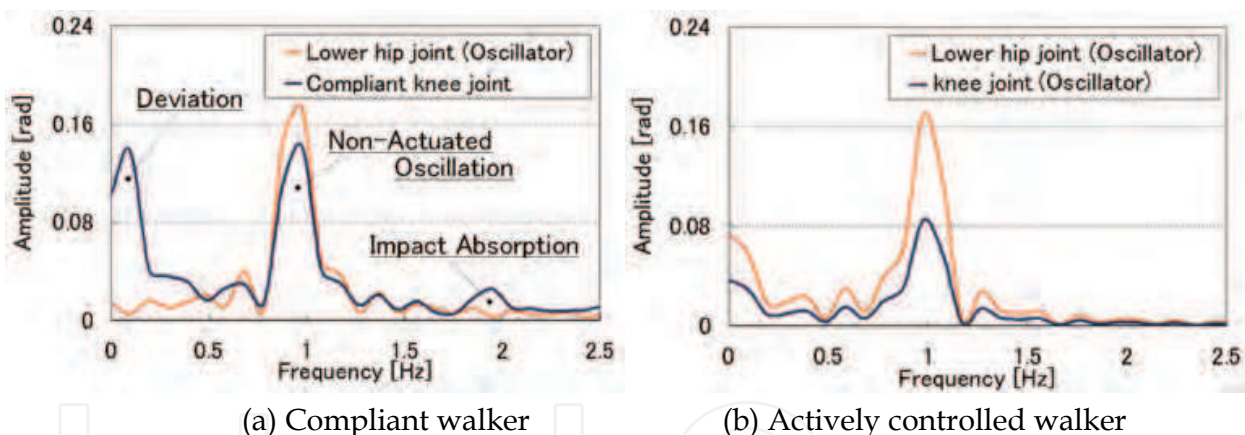 0.24
0.16
0.08
0
Amplitude [rad]
Lower hip joint (Oscillator)
Compliant knee joint
Deviation
Non-Actuated
Oscillation
Impact Absorption
0 0.5 1 1.5 2 2.5
Frequency [Hz]
(a) Compliant walker
0.24
0.16
0.08
0
Amplitude [rad]
Lower hip joint (Oscillator)
knee joint (Oscillator)
0 0.5 1 1.5 2 2.5
Frequency [Hz]
(b) Actively controlled walker